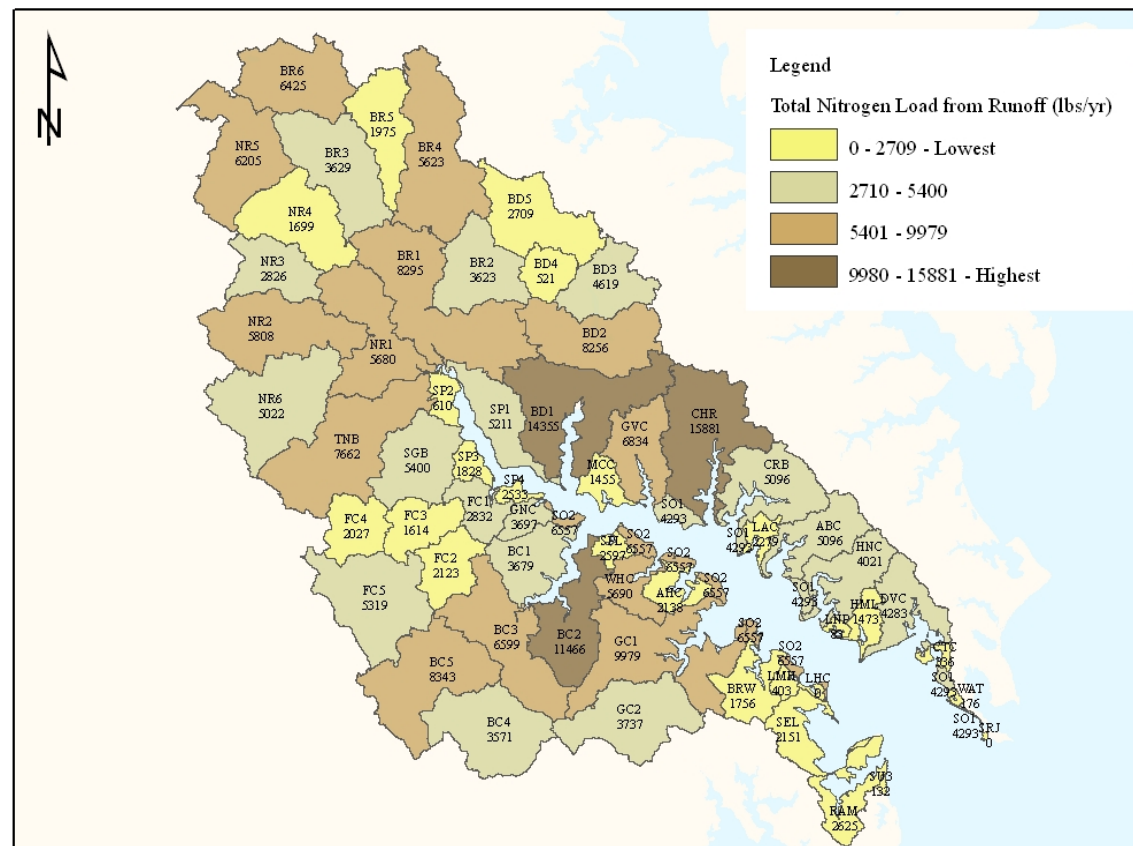 N
Legend
Total Nitrogen Load from Runoff (lbs/yr)
0 - 2709 - Lowest
2710 - 5400
5401 - 9979
9980 - 15881 - Highest
BR6
6425
BR5
1975
BR4
5623
BR3
3629
NR5
6205
NR4
1699
BD5
2709
NR3
2826
BR1
8295
BR2
3623
BD4
521
BD3
4619
NR2
5808
NR1
5680
BD2
8256
NR6
5022
SP2
610
SP1
5211
BD1
14355
GVC
6834
CHR
15881
TNB
7662
SGB
5400
SP3
1828
MCC
1455
CRB
5096
SP4
2533
FC4
2027
FC3
1614
FC1
2832
GNC
3697
SO2
6557
SO1
4293
SO1
4293
LAC
2219
ABC
5096
FC2
2123
BC1
3679
2597
SO2
6557
SO2
6557
HNC
4021
FC5
5319
WHC
5690
AHC
2138
SO2
6557
SO1
4293
HML
1473
DVC
4283
LNP
BC3
6599
BC2
11466
GC1
9979
SO2
6557
SO2
6557
CTC
BC5
8343
BRW
1756
LMH
403
LHC
SO1
4293
WAT
176
BC4
3571
GC2
3737
SEL
2151
SO1
4293
SRJ
0
SU3
132
RAM
2625